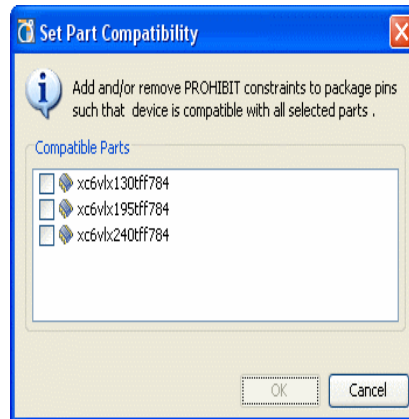 Set Part Compatibility
Add and/or remove PROHIBIT constraints to package pins
such that device is compatible with all selected parts .
Compatible Parts
xc6vlx130tff784
xc6vlx195tff784
xc6vlx240tff784
OK
Cancel